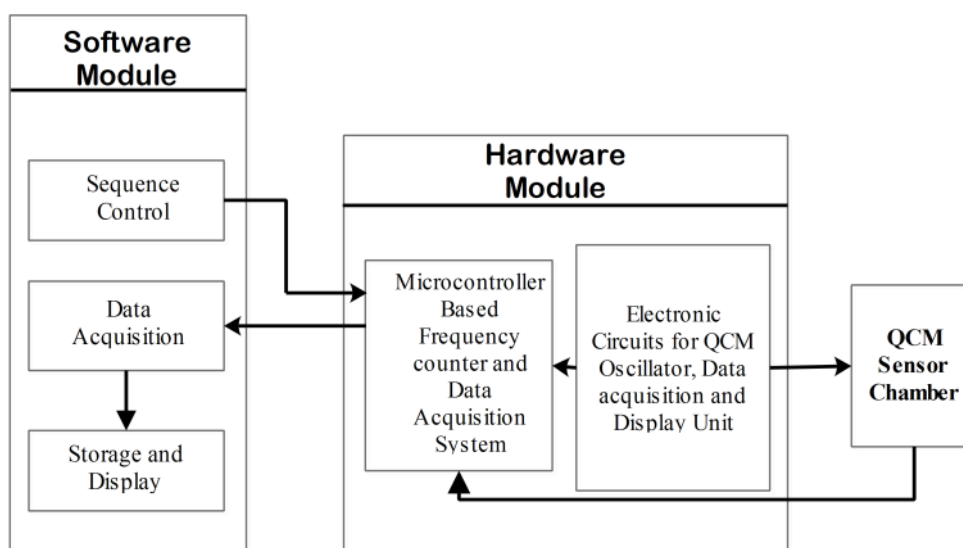 Software
Module
Sequence
Control
Data
Acquisition
Storage and
Display
Hardware
Module
Microcontroller
Based
Frequency
counter and
Data
Acquisition
System
Electronic
Circuits for QCM
Oscillator, Data
acquisition and
Display Unit
QCM
Sensor
Chamber